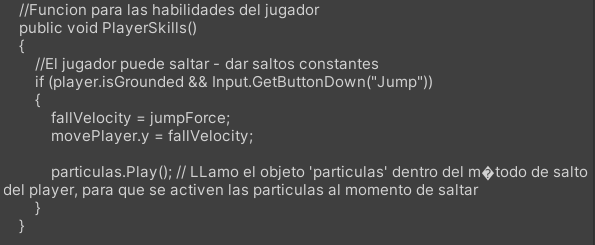 //Funcion para las habilidades del jugador
public void PlayerSkills()
{
//El jugador puede saltar - dar saltos constantes
if (player.isGrounded && Input.GetButtonDown("Jump"))
{
fallVelocity = jumpForce;
movePlayer.y = fallVelocity;
particulas.Play(); // LLamo el objeto 'particulas' dentro del m�todo de salto
del player, para que se activen las particulas al momento de saltar
}
}